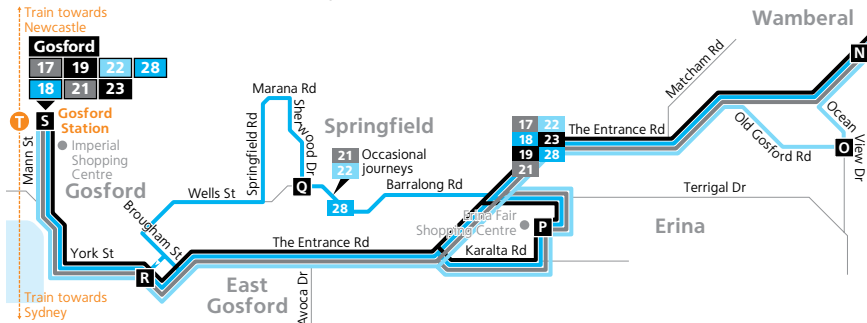 Train towards
Newcastle
Gosford
17 19 22 28
18 21 23
T
S
Gosford
Station
Imperial
Shopping
Centre
Mann St
Gosford
York St
R
Brougham St
Wells St
Springfield Rd
Marana Rd
Sherwood Dr
Q
Springfield
21
22
Occasional
journeys
28
Barralong Rd
The Entrance Rd
East
Gosford
Avoca Dr
Erina Fair
Shopping Centre
P
Karalta Rd
17 22
18 23
19 28
21
The Entrance Rd
Matcham Rd
Wamberal
N
Old Gosford Rd
Ocean
View Dr
O
Terrigal Dr
Erina
Train towards
Sydney